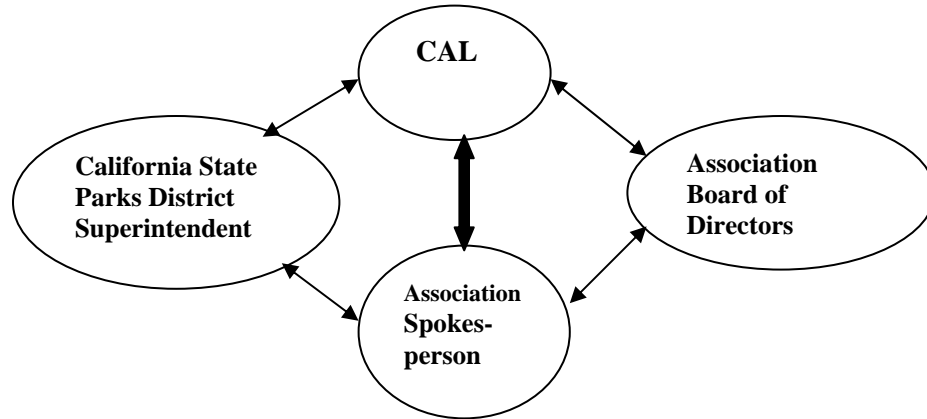 CAL
California State
Parks District
Superintendent
Association
Board of
Directors
Association
Spokes-
person